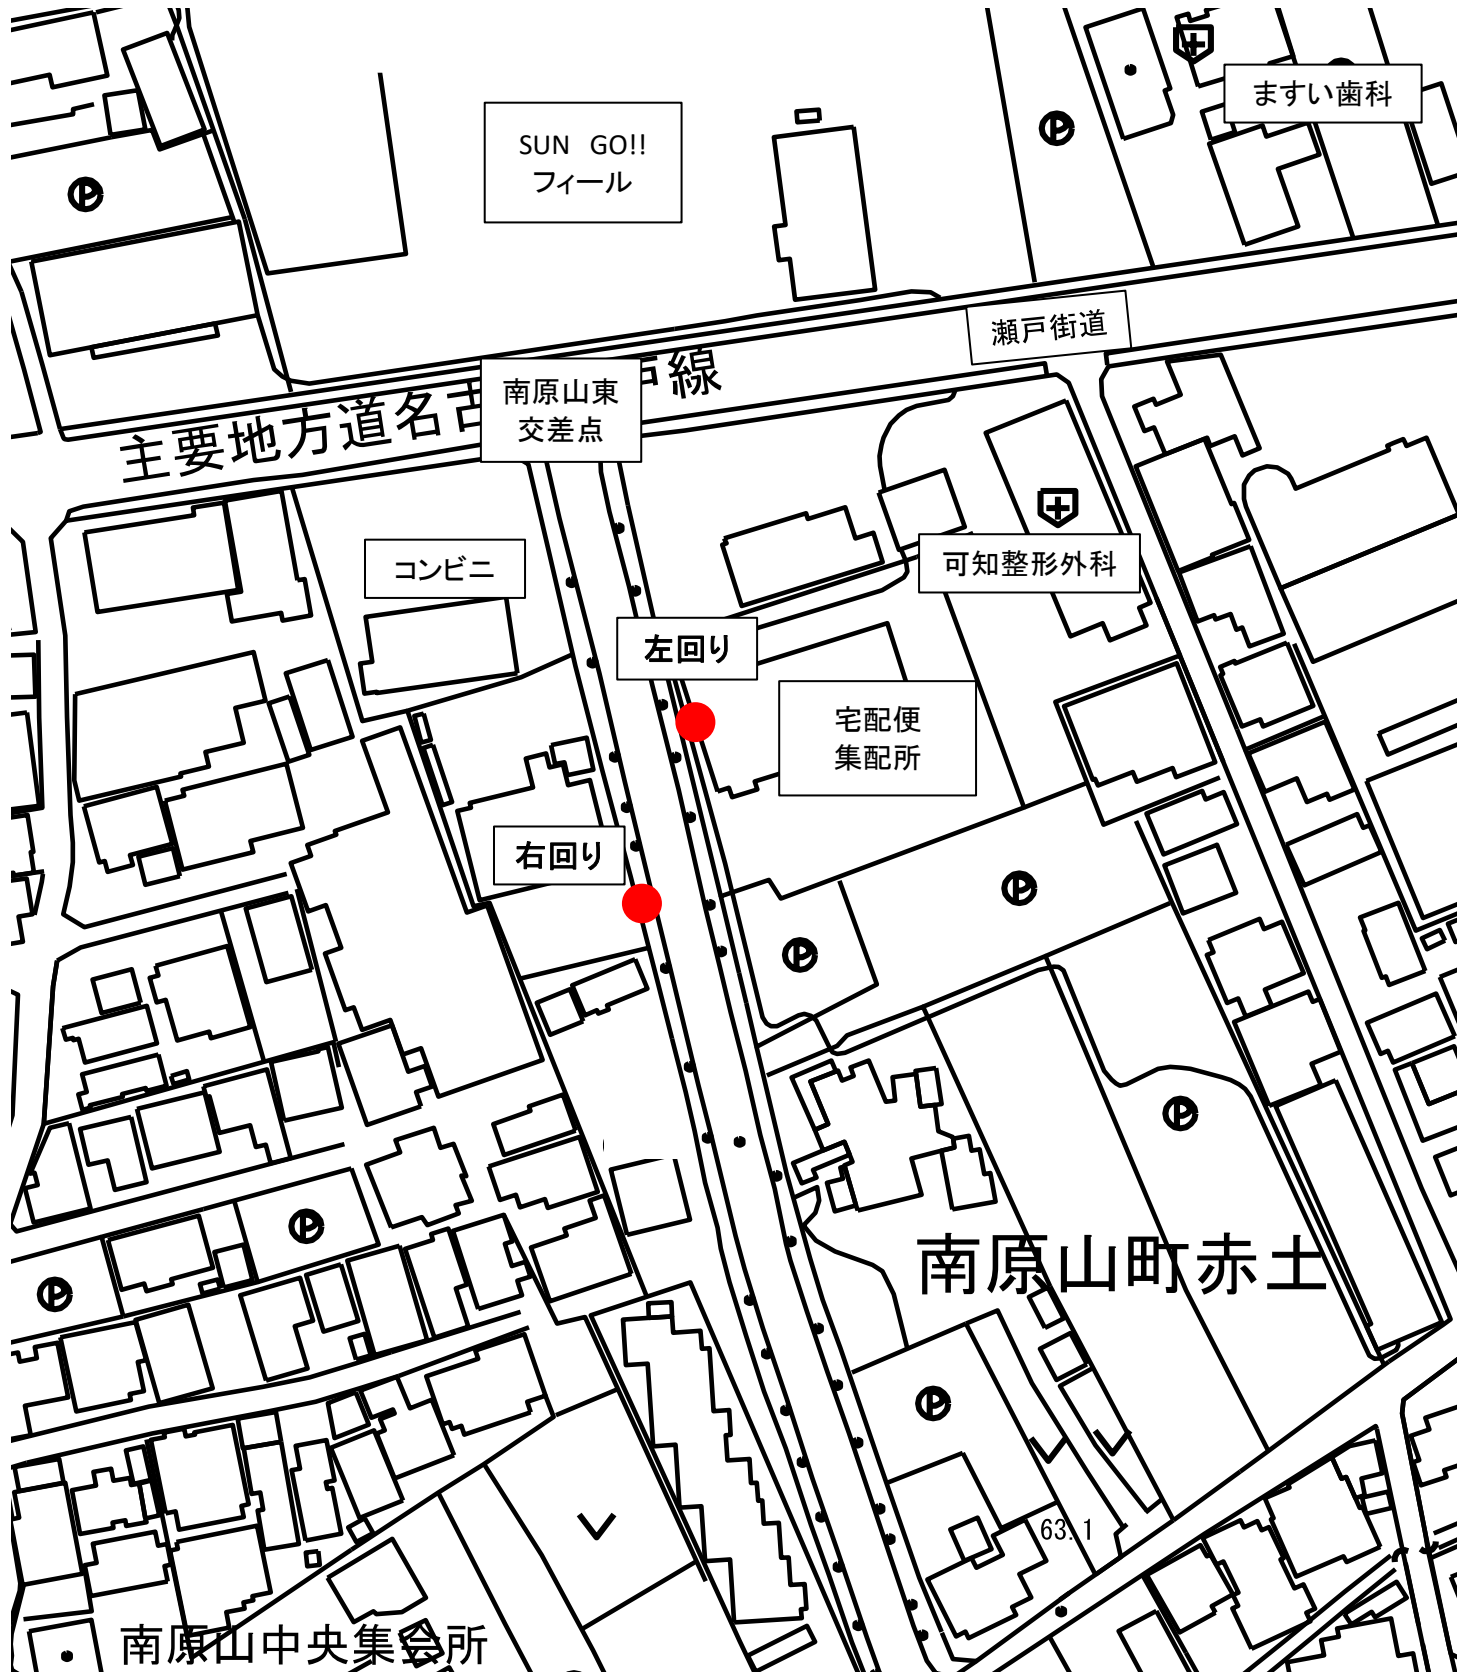 ますい歯科
SUN GO!!
フィール
瀬戸街道
南原山東
交差点
主要地方道名古
戸線
コンビニ
可知整形外科
左回り
宅配便
集配所
右回り
南原山町赤土
63.1
南原山中央集会所